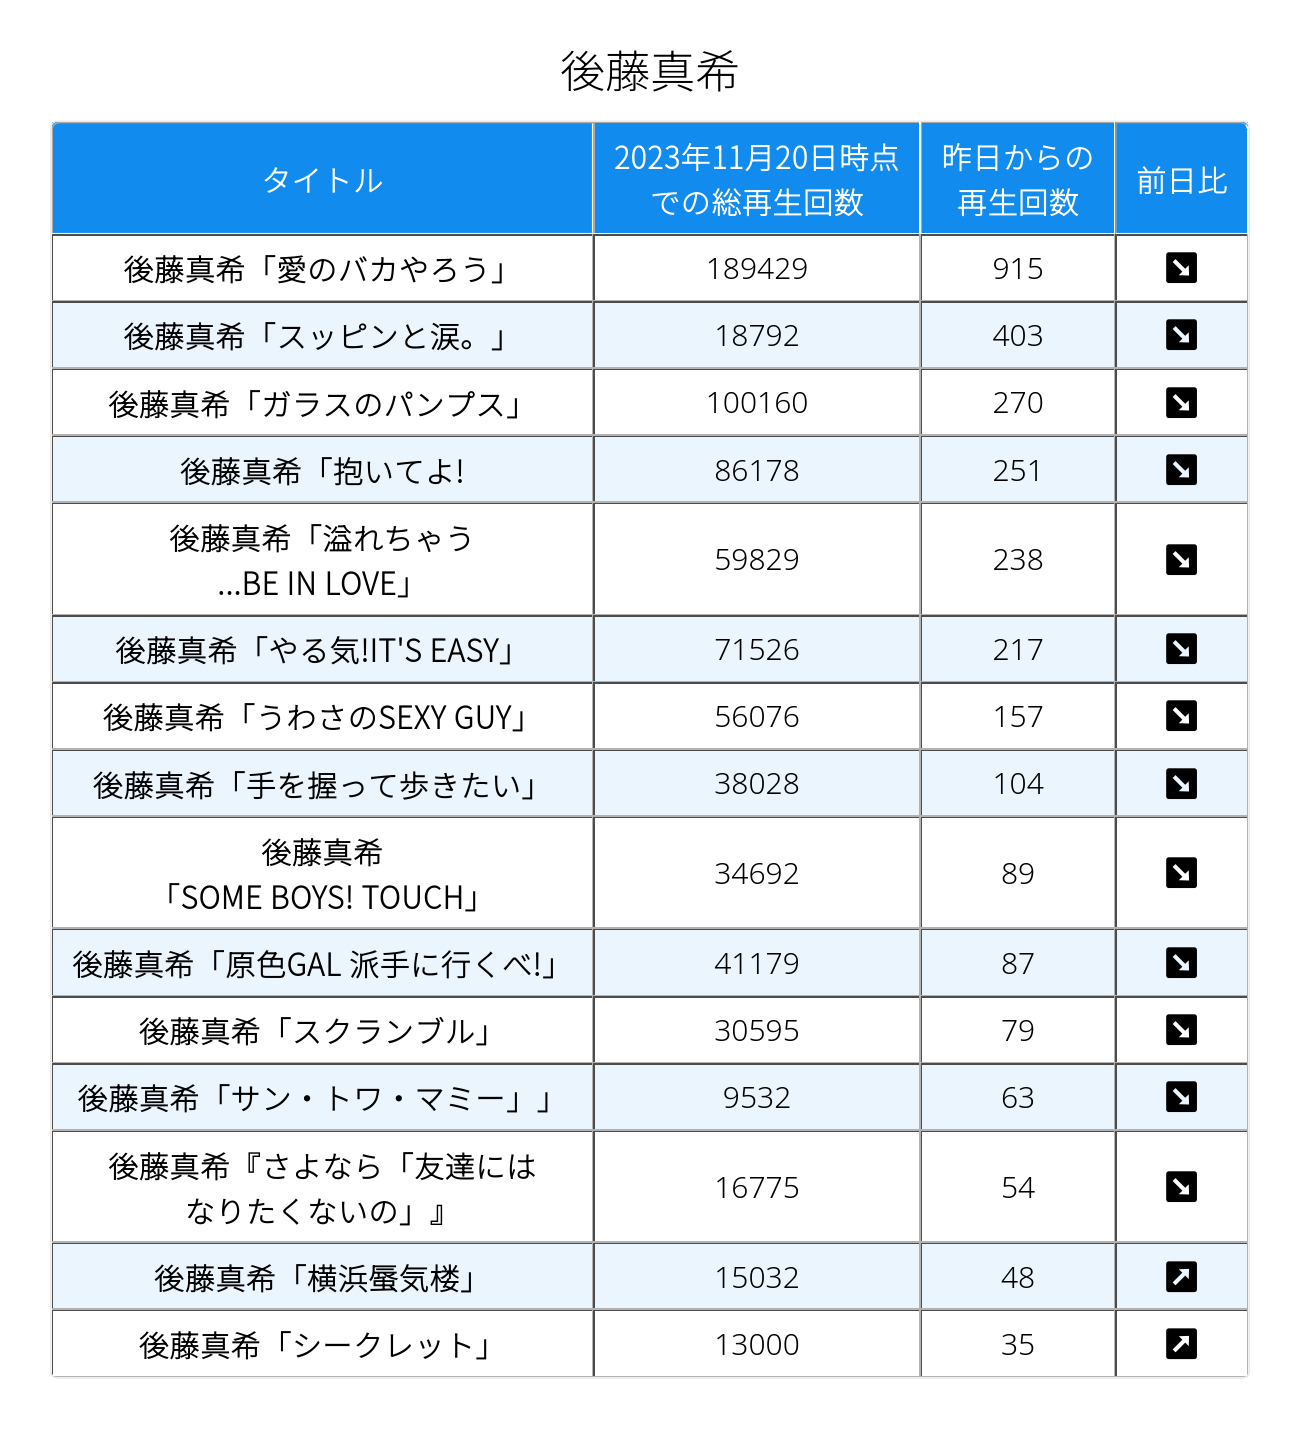 後藤真希
タイトル
2023年11月20日時点
での総再生回数
昨日からの
再生回数
前日比
後藤真希「愛のバカやろう」 189429 915 ↘
後藤真希「スッピンと涙。」 18792 403 ↘
後藤真希「ガラスのパンプス」 100160 270 ↘
後藤真希「抱いてよ! 86178 251 ↘
後藤真希「溢れちゃう
...BE IN LOVE」 59829 238 ↘
後藤真希「やる気!IT'S EASY」 71526 217 ↘
後藤真希「うわさのSEXY GUY」 56076 157 ↘
後藤真希「手を握って歩きたい」 38028 104 ↘
後藤真希
「SOME BOYS! TOUCH」 34692 89 ↘
後藤真希「原色GAL 派手に行くべ!」 41179 87 ↘
後藤真希「スクランブル」 30595 79 ↘
後藤真希「サン・トワ・マミー」」 9532 63 ↘
後藤真希『さよなら「友達には
なりたくないの」』 16775 54 ↘
後藤真希「横浜蜃気楼」 15032 48 ↗
後藤真希「シークレット」 13000 35 ↗